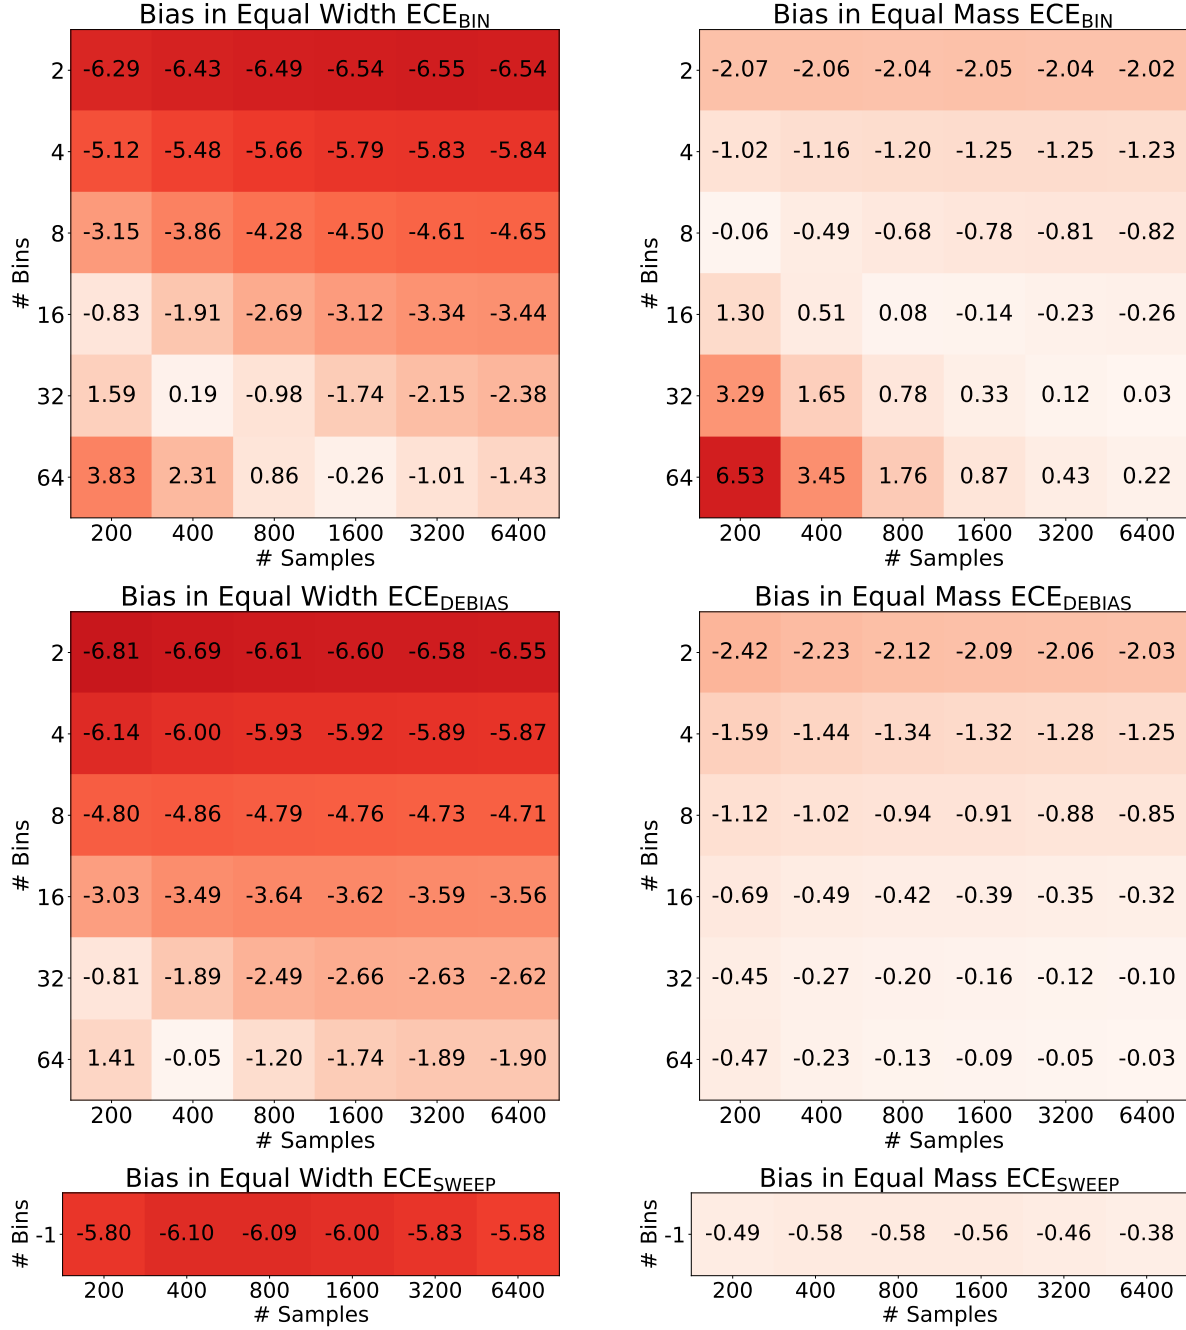 Bias in Equal Width ECE_BIN
# Bins
2 -6.29 -6.43 -6.49 -6.54 -6.55 -6.54
4 -5.12 -5.48 -5.66 -5.79 -5.83 -5.84
8 -3.15 -3.86 -4.28 -4.50 -4.61 -4.65
16 -0.83 -1.91 -2.69 -3.12 -3.34 -3.44
32 1.59 0.19 -0.98 -1.74 -2.15 -2.38
64 3.83 2.31 0.86 -0.26 -1.01 -1.43
200 400 800 1600 3200 6400
# Samples
Bias in Equal Mass ECE_BIN
# Bins
2 -2.07 -2.06 -2.04 -2.05 -2.04 -2.02
4 -1.02 -1.16 -1.20 -1.25 -1.25 -1.23
8 -0.06 -0.49 -0.68 -0.78 -0.81 -0.82
16 1.30 0.51 0.08 -0.14 -0.23 -0.26
32 3.29 1.65 0.78 0.33 0.12 0.03
64 6.53 3.45 1.76 0.87 0.43 0.22
200 400 800 1600 3200 6400
# Samples
Bias in Equal Width ECE_DEBIAS
# Bins
2 -6.81 -6.69 -6.61 -6.60 -6.58 -6.55
4 -6.14 -6.00 -5.93 -5.92 -5.89 -5.87
8 -4.80 -4.86 -4.79 -4.76 -4.73 -4.71
16 -3.03 -3.49 -3.64 -3.62 -3.59 -3.56
32 -0.81 -1.89 -2.49 -2.66 -2.63 -2.62
64 1.41 -0.05 -1.20 -1.74 -1.89 -1.90
200 400 800 1600 3200 6400
# Samples
Bias in Equal Mass ECE_DEBIAS
# Bins
2 -2.42 -2.23 -2.12 -2.09 -2.06 -2.03
4 -1.59 -1.44 -1.34 -1.32 -1.28 -1.25
8 -1.12 -1.02 -0.94 -0.91 -0.88 -0.85
16 -0.69 -0.49 -0.42 -0.39 -0.35 -0.32
32 -0.45 -0.27 -0.20 -0.16 -0.12 -0.10
64 -0.47 -0.23 -0.13 -0.09 -0.05 -0.03
200 400 800 1600 3200 6400
# Samples
Bias in Equal Width ECE_SWEEP
# Bins
-1 -5.80 -6.10 -6.09 -6.00 -5.83 -5.58
200 400 800 1600 3200 6400
# Samples
Bias in Equal Mass ECE_SWEEP
# Bins
-1 -0.49 -0.58 -0.58 -0.56 -0.46 -0.38
200 400 800 1600 3200 6400
# Samples